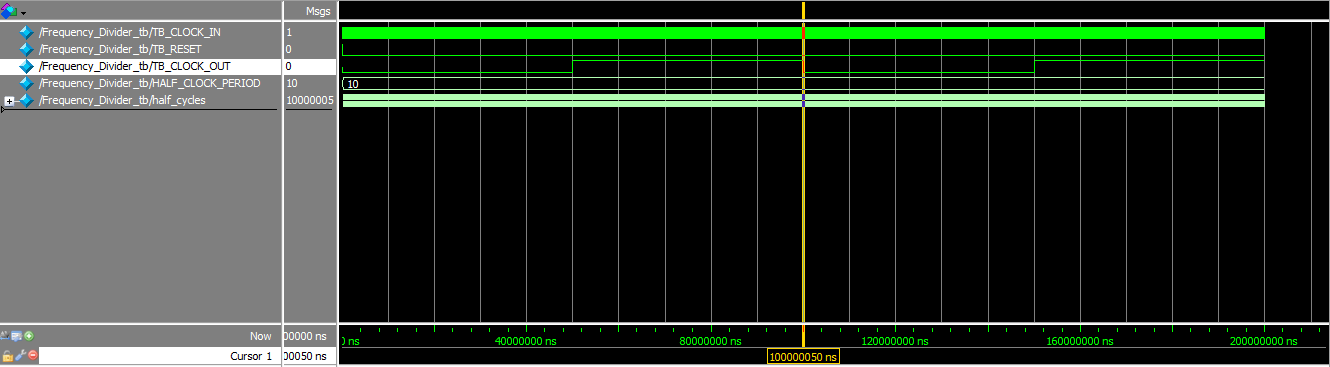 Msgs
/Frequency_Divider_tb/TB_CLOCK_IN 1
/Frequency_Divider_tb/TB_RESET 0
/Frequency_Divider_tb/TB_CLOCK_OUT 0
/Frequency_Divider_tb/HALF_CLOCK_PERIOD 10 10
/Frequency_Divider_tb/half_cycles 10000005
Now 00000 ns 0 ns 40000000 ns 80000000 ns 120000000 ns 160000000 ns 200000000 ns
Cursor 1 00050 ns 100000050 ns